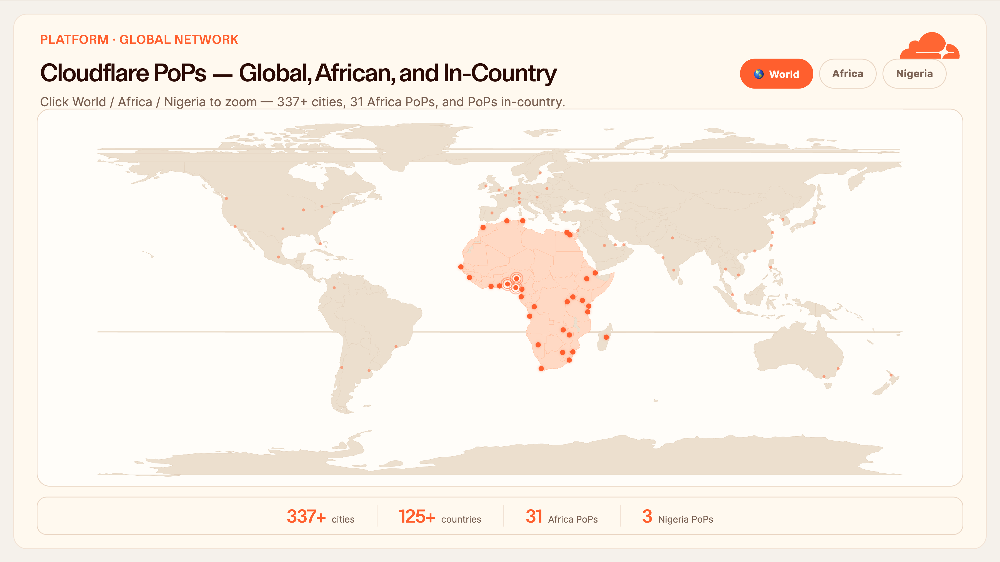 PLATFORM · GLOBAL NETWORK
Cloudflare PoPs — Global, African, and In-Country
World
Africa
Nigeria
Click World / Africa / Nigeria to zoom — 337+ cities, 31 Africa PoPs, and PoPs in-country.
337+ cities
125+ countries
31 Africa PoPs
3 Nigeria PoPs